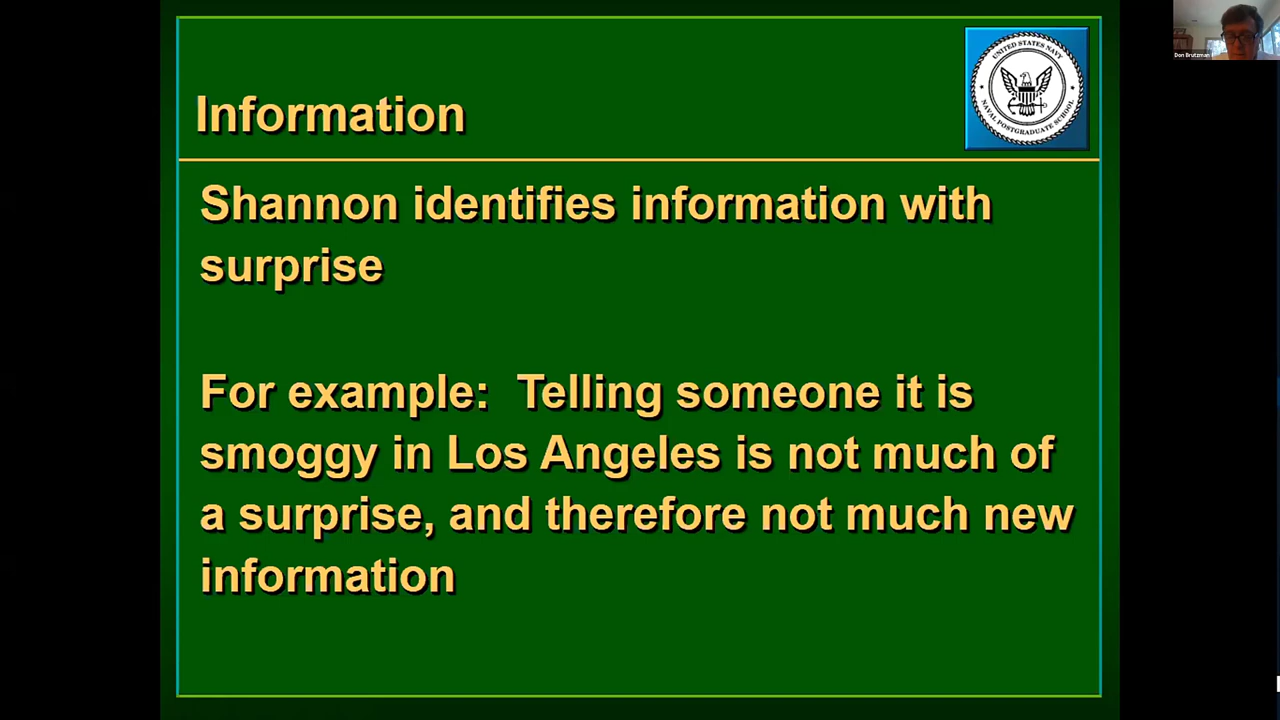 Information
UNITED STATES NAVY
NAVAL POSTGRADUATE SCHOOL
Don Brutzman
Shannon identifies information with
surprise
For example:  Telling someone it is
smoggy in Los Angeles is not much of
a surprise, and therefore not much new
information